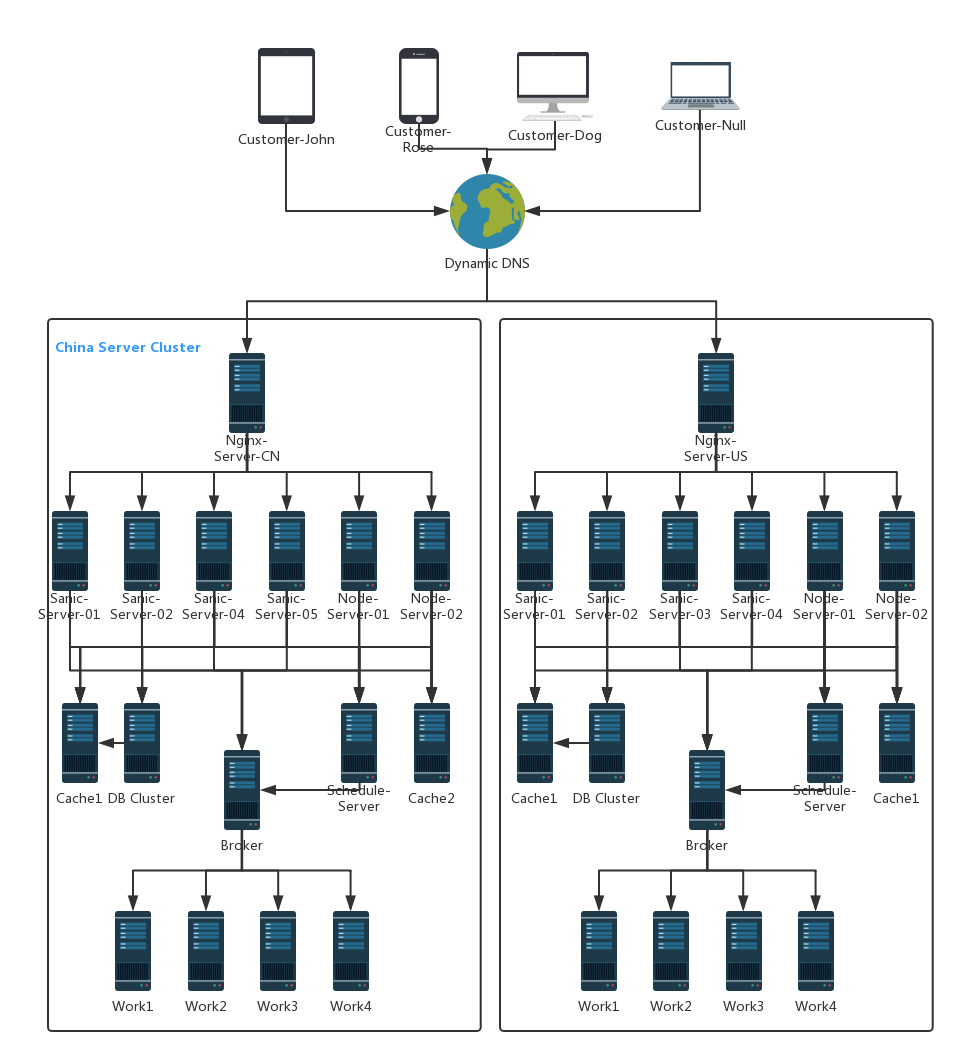 Customer-John
Customer-
Rose
Customer-Dog
Customer-Null
Dynamic DNS
China Server Cluster
Nginx-
Server-CN
Nginx-
Server-US
Sanic-
Server-01
Sanic-
Server-02
Sanic-
Server-04
Sanic-
Server-05
Node-
Server-01
Node-
Server-02
Sanic-
Server-01
Sanic-
Server-02
Sanic-
Server-03
Sanic-
Server-04
Node-
Server-01
Node-
Server-02
Cache1
DB Cluster
Schedule-
Server
Cache2
Cache1
DB Cluster
Schedule-
Server
Cache1
Broker
Broker
Work1
Work2
Work3
Work4
Work1
Work2
Work3
Work4